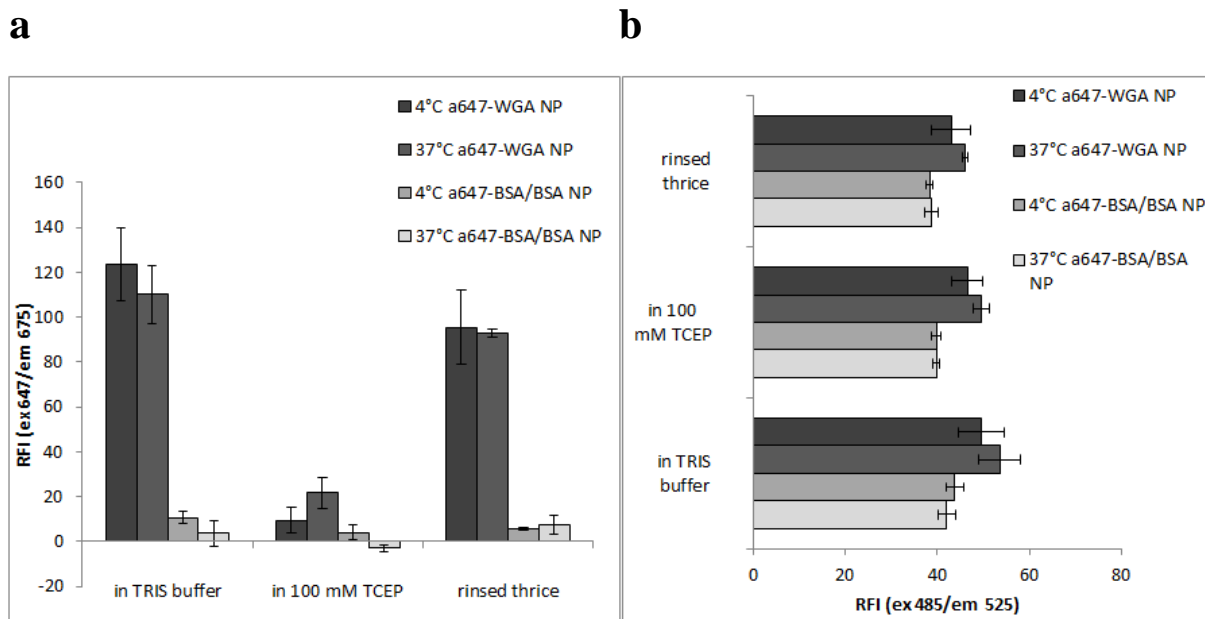 a
b
4°C a647-WGA NP
37°C a647-WGA NP
4°C a647-BSA/BSA NP
37°C a647-BSA/BSA NP
RFI (ex647/em 675)
160
140
120
100
80
60
40
20
0
-20
in TRIS buffer
in 100 mM TCEP
rinsed thrice
4°C a647-WGA NP
37°C a647-WGA NP
4°C a647-BSA/BSA NP
37°C a647-BSA/BSA
NP
rinsed
thrice
in 100
mM TCEP
in TRIS
buffer
0
20
40
60
80
RFI (ex485/em 525)